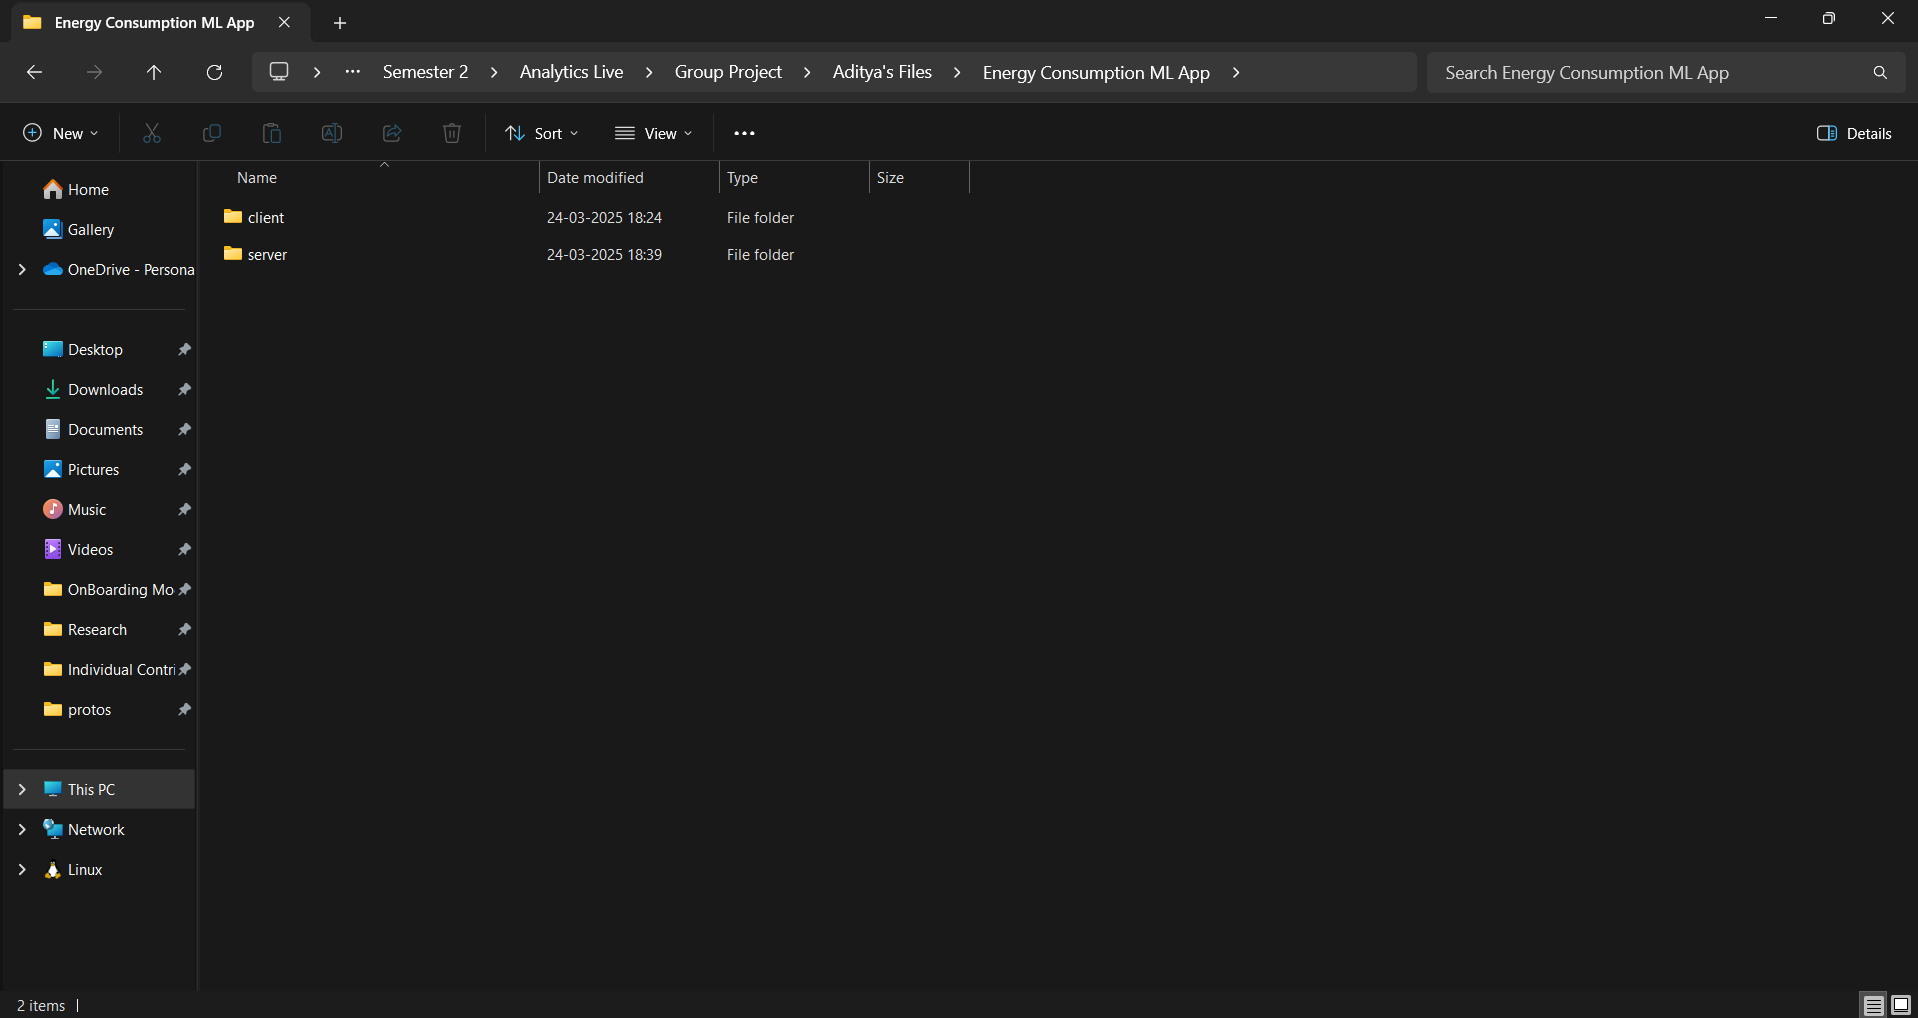 Energy Consumption ML App
Semester 2 > Analytics Live > Group Project > Aditya's Files > Energy Consumption ML App >
Search Energy Consumption ML App
New
Sort
View
Details
Name Date modified Type Size
client 24-03-2025 18:24 File folder
server 24-03-2025 18:39 File folder
Home
Gallery
OneDrive - Persona
Desktop
Downloads
Documents
Pictures
Music
Videos
OnBoarding Mo
Research
Individual Contri
protos
This PC
Network
Linux
2 items